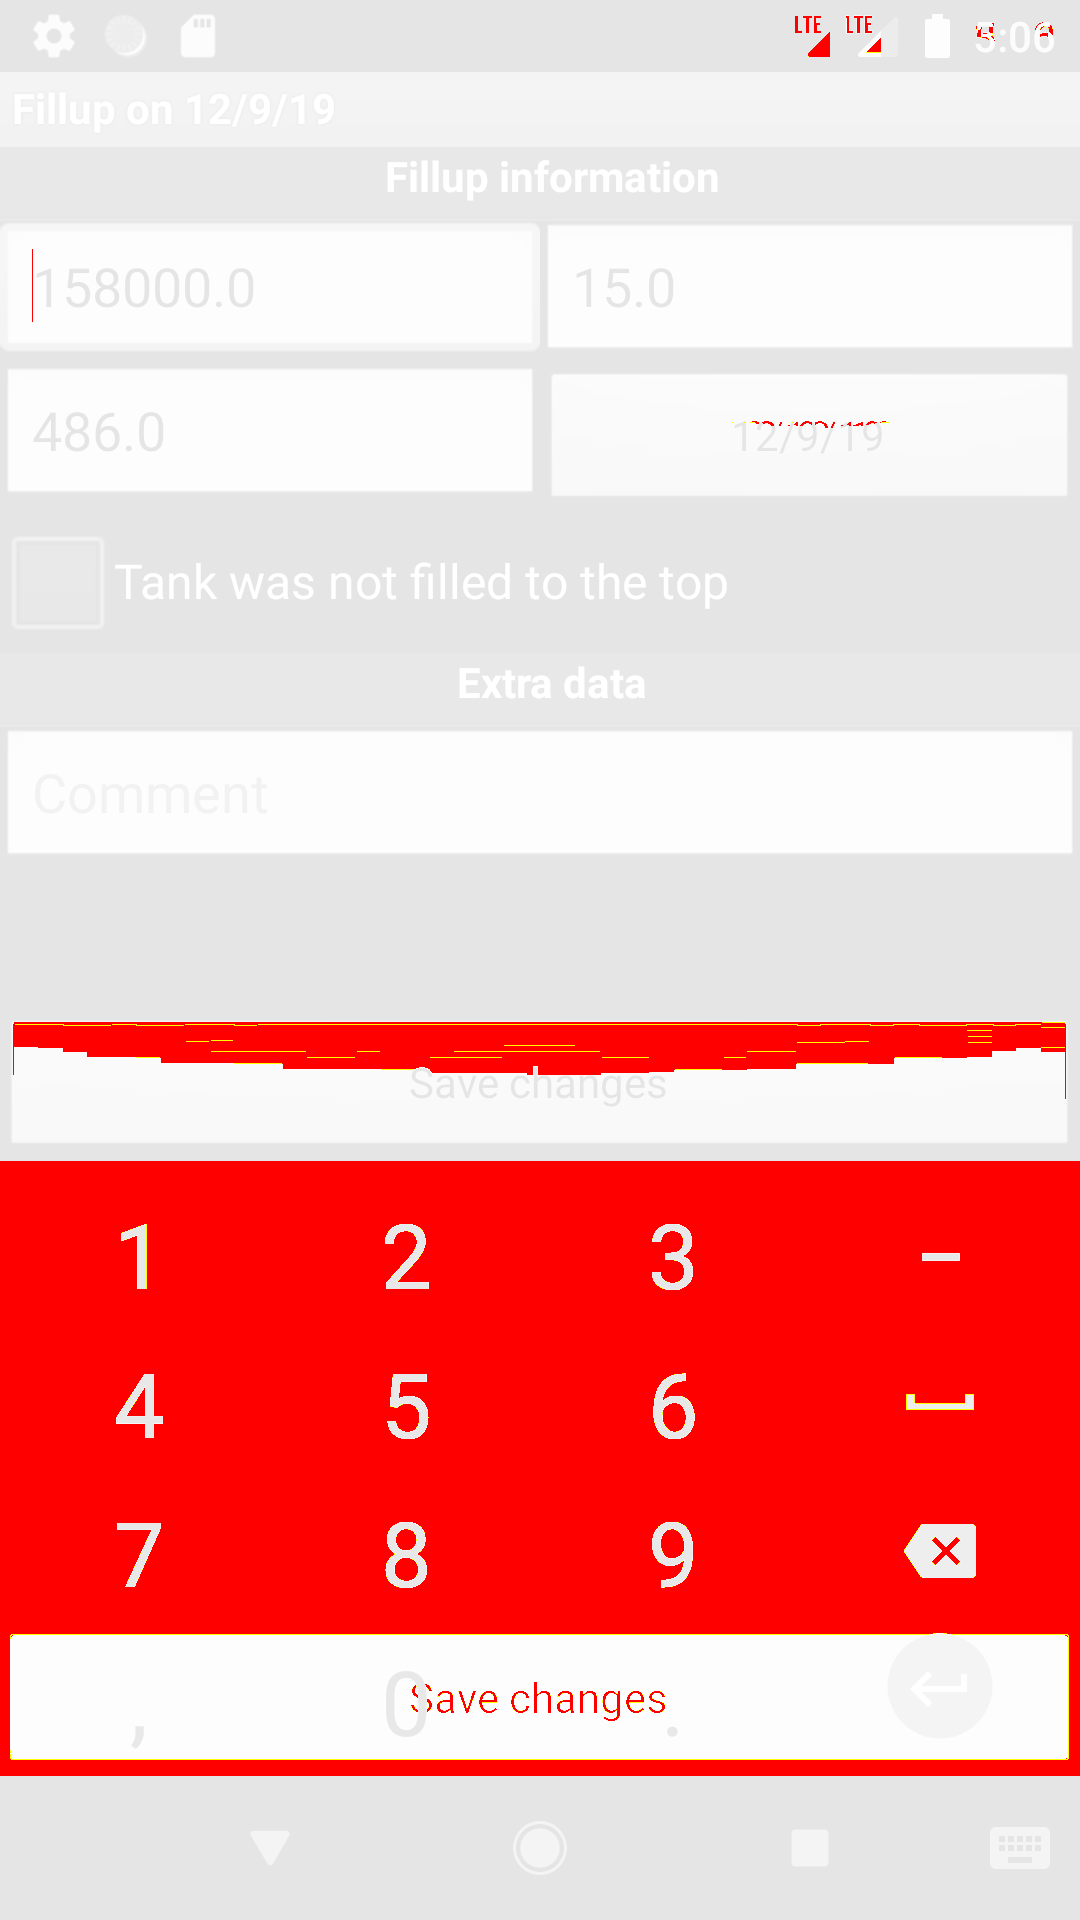 LTE LTE
Fillup on 12/9/19
Fillup information
158000.0 15.0
486.0 12/9/19
Tank was not filled to the top
Extra data
Comment
Save changes
1 2 3 –
4 5 6
7 8 9
Save changes
, 0 .